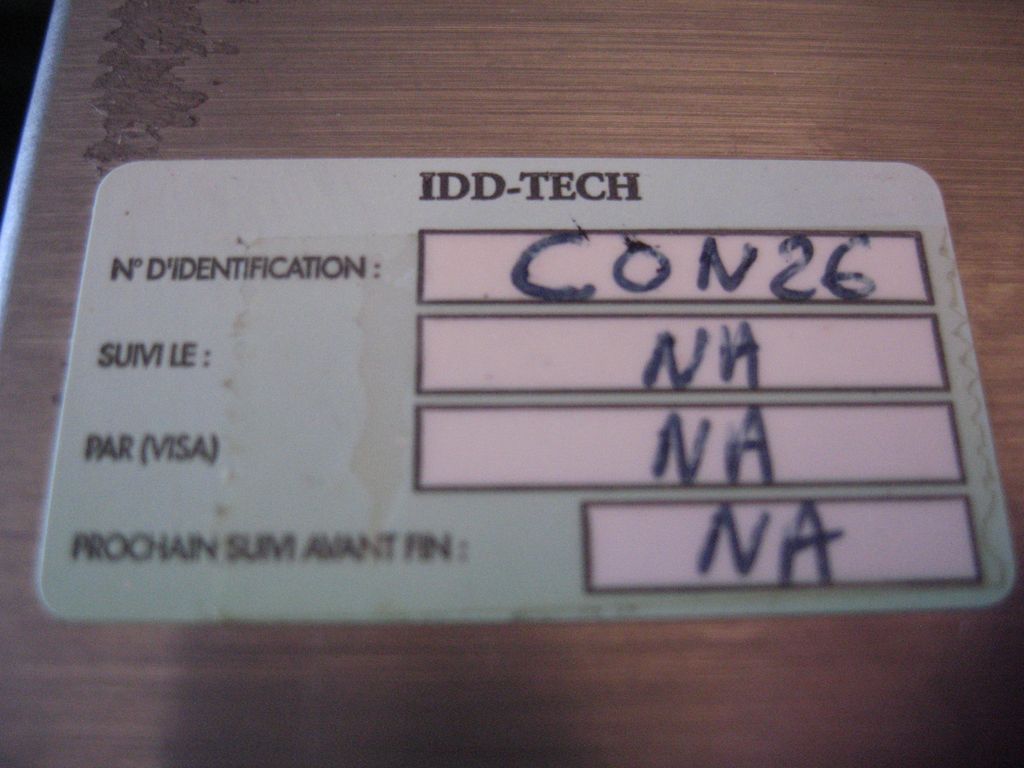 IDD-TECH
N° D'IDENTIFICATION : CON26
SUIVI LE : NA
PAR (VISA) NA
PROCHAIN SUIVI AVANT FIN : NA